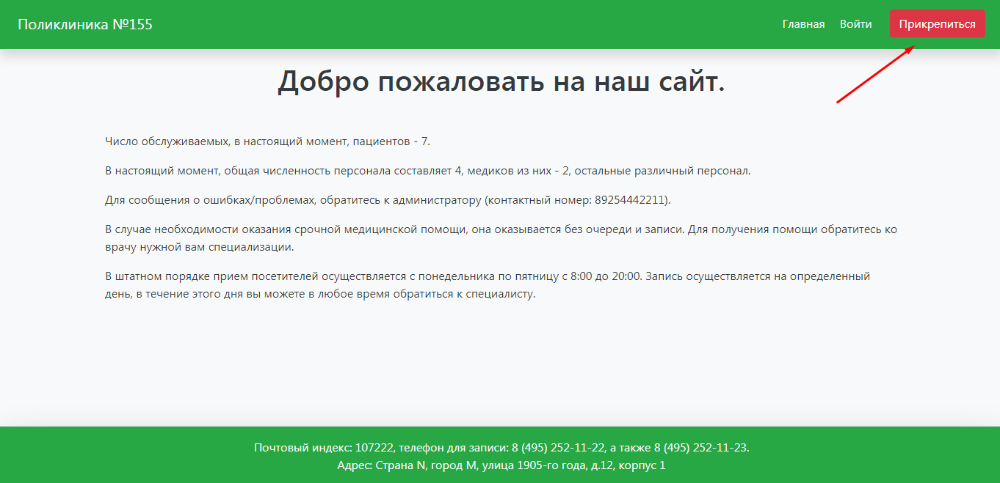 Поликлиника №155
Главная
Войти
Прикрепиться
Добро пожаловать на наш сайт.
Число обслуживаемых, в настоящий момент, пациентов - 7.
В настоящий момент, общая численность персонала составляет 4, медиков из них - 2, остальные различный персонал.
Для сообщения о ошибках/проблемах, обратитесь к администратору (контактный номер: 89254442211).
В случае необходимости оказания срочной медицинской помощи, она оказывается без очереди и записи. Для получения помощи обратитесь ко
врачу нужной вам специализации.
В штатном порядке прием посетителей осуществляется с понедельника по пятницу с 8:00 до 20:00. Запись осуществляется на определенный
день, в течение этого дня вы можете в любое время обратиться к специалисту.
Почтовый индекс: 107222, телефон для записи: 8 (495) 252-11-22, а также 8 (495) 252-11-23.
Адрес: Страна N, город M, улица 1905-го года, д.12, корпус 1